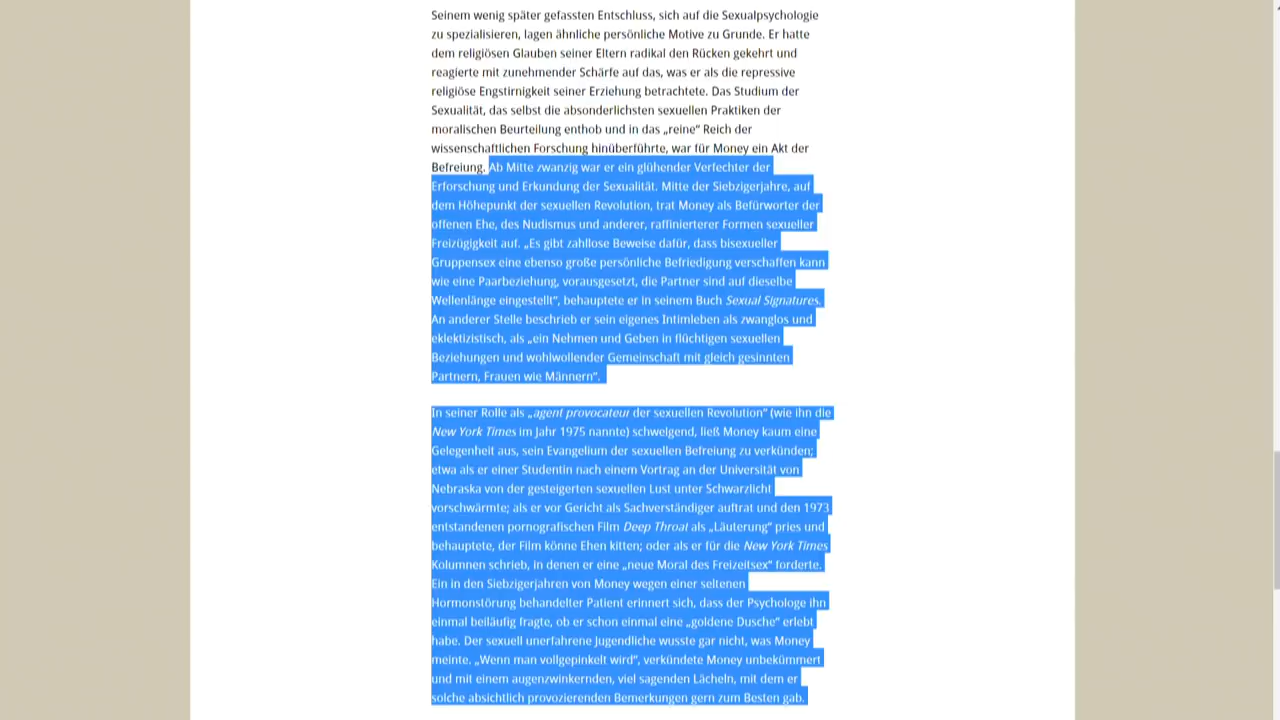 Seinem wenig später gefassten Entschluss, sich auf die Sexualpsychologie
zu spezialisieren, lagen ähnliche persönliche Motive zu Grunde. Er hatte
dem religiösen Glauben seiner Eltern radikal den Rücken gekehrt und
reagierte mit zunehmender Schärfe auf das, was er als die repressive
religiöse Engstirnigkeit seiner Erziehung betrachtete. Das Studium der
Sexualität, das selbst die absonderlichsten sexuellen Praktiken der
moralischen Beurteilung enthob und in das „reine“ Reich der
wissenschaftlichen Forschung hinüberführte, war für Money ein Akt der
Befreiung. Ab Mitte zwanzig war er ein glühender Verfechter der
Erforschung und Erkundung der Sexualität. Mitte der Siebzigerjahre, auf
dem Höhepunkt der sexuellen Revolution, trat Money als Befürworter der
offenen Ehe, des Nudismus und anderer, raffinierterer Formen sexueller
Freizügigkeit auf. „Es gibt zahllose Beweise dafür, dass bisexueller
Gruppensex eine ebenso große persönliche Befriedigung verschaffen kann
wie eine Paarbeziehung, vorausgesetzt, die Partner sind auf dieselbe
Wellenlänge eingestellt“, behauptete er in seinem Buch Sexual Signatures.
An anderer Stelle beschrieb er sein eigenes Intimleben als zwanglos und
eklektizistisch, als „ein Nehmen und Geben in flüchtigen sexuellen
Beziehungen und wohlwollender Gemeinschaft mit gleich gesinnten
Partnern, Frauen wie Männern“.
In seiner Rolle als „agent provocateur der sexuellen Revolution“ (wie ihn die
New York Times im Jahr 1975 nannte) schwelgend, ließ Money kaum eine
Gelegenheit aus, sein Evangelium der sexuellen Befreiung zu verkünden;
etwa als er einer Studentin nach einem Vortrag an der Universität von
Nebraska von der gesteigerten sexuellen Lust unter Schwarzlicht
vorschwärmte; als er vor Gericht als Sachverständiger auftrat und den 1973
entstandenen pornografischen Film Deep Throat als „Läuterung“ pries und
behauptete, der Film könne Ehen kitten; oder als er für die New York Times
Kolumnen schrieb, in denen er eine „neue Moral des Freizeitsex“ forderte.
Ein in den Siebzigerjahren von Money wegen einer seltenen
Hormonstörung behandelter Patient erinnert sich, dass der Psychologe ihn
einmal beiläufig fragte, ob er schon einmal eine „goldene Dusche“ erlebt
habe. Der sexuell unerfahrene Jugendliche wusste gar nicht, was Money
meinte. „Wenn man vollgepinkelt wird“, verkündete Money unbekümmert
und mit einem augenzwinkernden, viel sagenden Lächeln, mit dem er
solche absichtlich provozierenden Bemerkungen gern zum Besten gab.